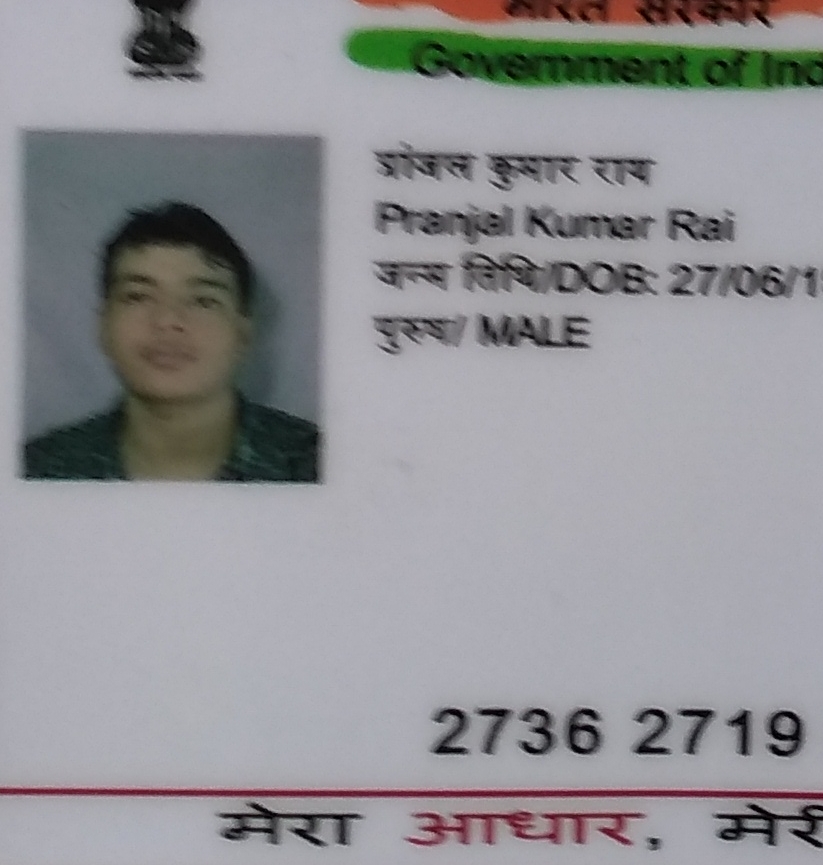 भारत सरकार
Government of Ind
प्रांजल कुमार राय
Pranjal Kumar Rai
जन्म तिथि/DOB: 27/06/1
पुरुष/ MALE
2736 2719
मेरा आधार, मेरी